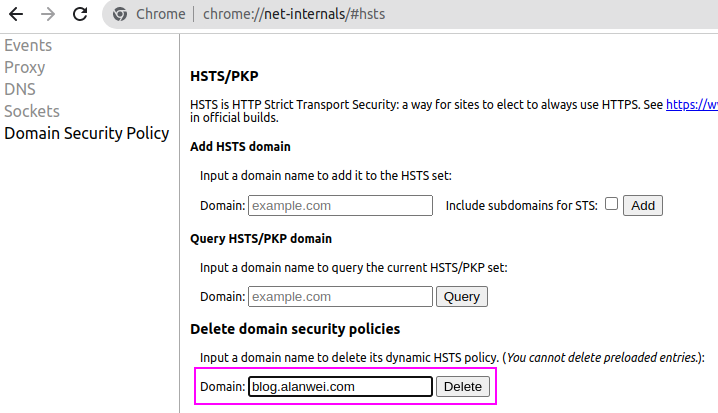 Chrome chrome://net-internals/#hsts
Events
Proxy
DNS
Sockets
Domain Security Policy
HSTS/PKP
HSTS is HTTP Strict Transport Security: a way for sites to elect to always use HTTPS. See https://w
in official builds.
Add HSTS domain
Input a domain name to add it to the HSTS set:
Domain: example.com Include subdomains for STS: Add
Query HSTS/PKP domain
Input a domain name to query the current HSTS/PKP set:
Domain: example.com Query
Delete domain security policies
Input a domain name to delete its dynamic HSTS policy. (You cannot delete preloaded entries.):
Domain: blog.alanwei.com Delete